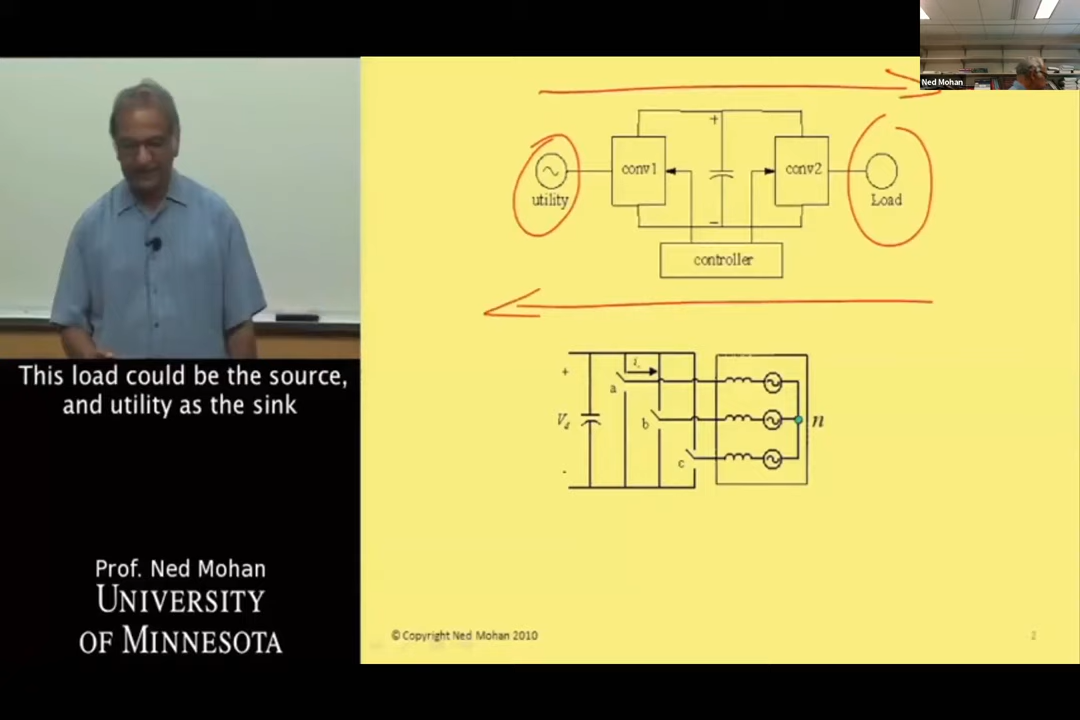 Ned Mohan
+
conv1
conv2
utility
Load
-
controller
+
a
b
n
c
-
This load could be the source,
and utility as the sink
Prof. Ned Mohan
UNIVERSITY
OF MINNESOTA
© Copyright Ned Mohan 2010
2